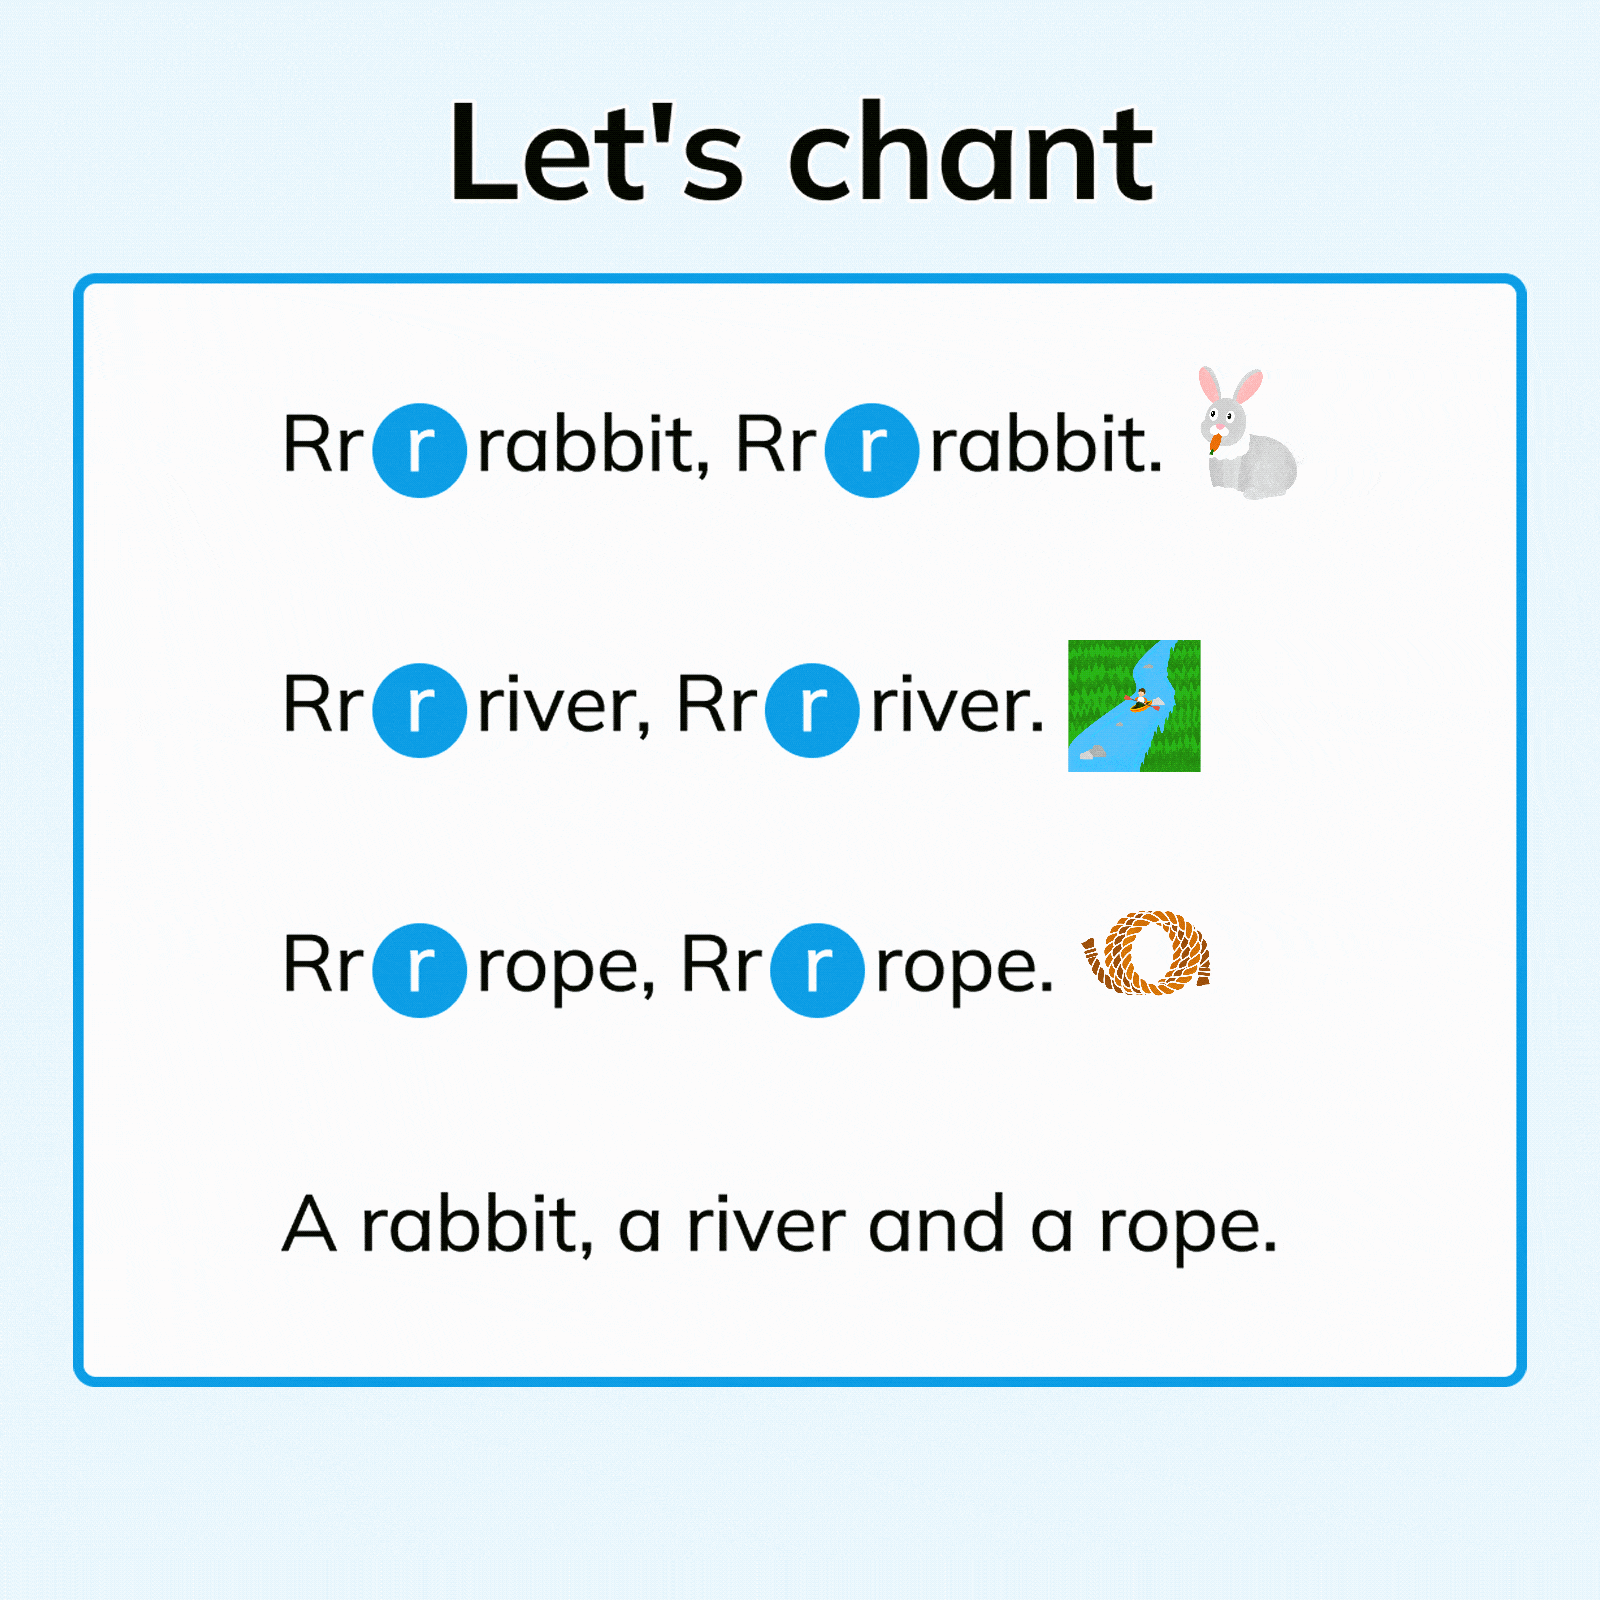 Let's chant
Rr r rabbit, Rr r rabbit.
Rr r river, Rr r river.
Rr r rope, Rr r rope.
A rabbit, a river and a rope.